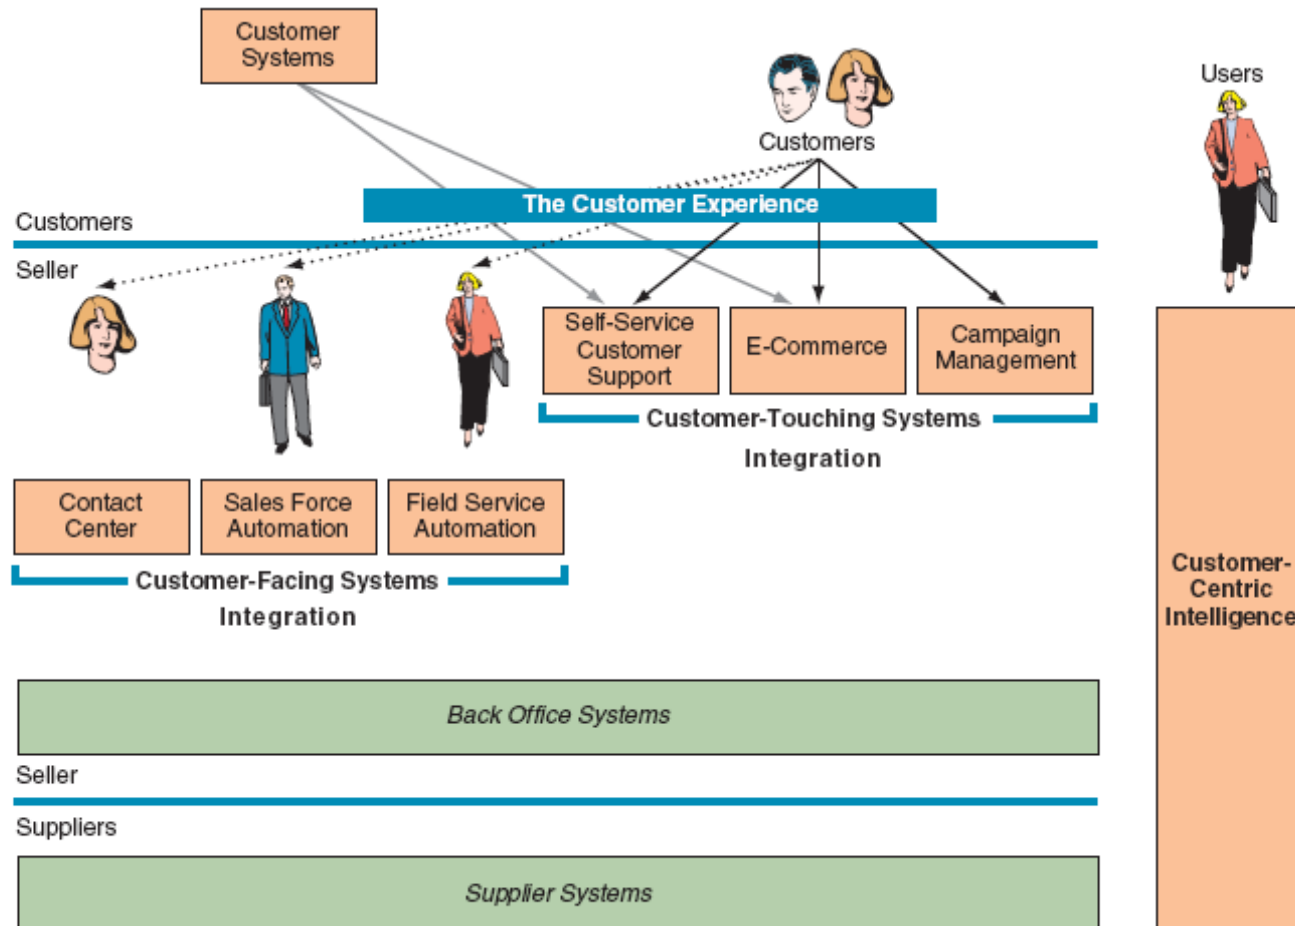 Customer
Systems
Users
Customers
The Customer Experience
Customers
Seller
Self-Service
Customer
Support
E-Commerce
Campaign
Management
Customer-Touching Systems
Integration
Contact
Center
Sales Force
Automation
Field Service
Automation
Customer-Facing Systems
Integration
Customer-
Centric
Intelligence
Back Office Systems
Seller
Suppliers
Supplier Systems